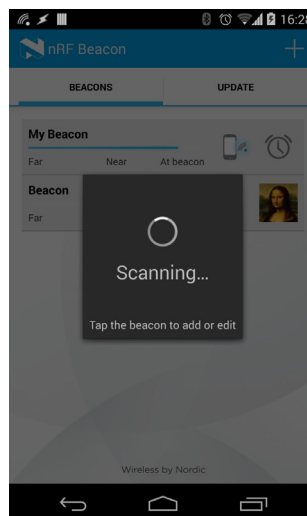 16:28
nRF Beacon
BEACONS UPDATE
My Beacon
Far Near At beacon
Beacon
Far
Scanning...
Tap the beacon to add or edit
Wireless by Nordic